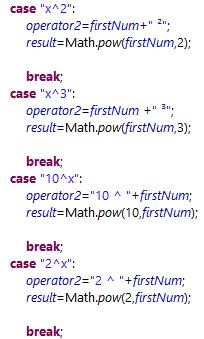 case "x^2":
operator2=firstNum+" ²";
result=Math.pow(firstNum,2);
break;
case "x^3":
operator2=firstNum +" ³";
result=Math.pow(firstNum,3);
break;
case "10^x":
operator2="10 ^ "+firstNum;
result=Math.pow(10,firstNum);
break;
case "2^x":
operator2="2 ^ "+firstNum;
result=Math.pow(2,firstNum);
break;